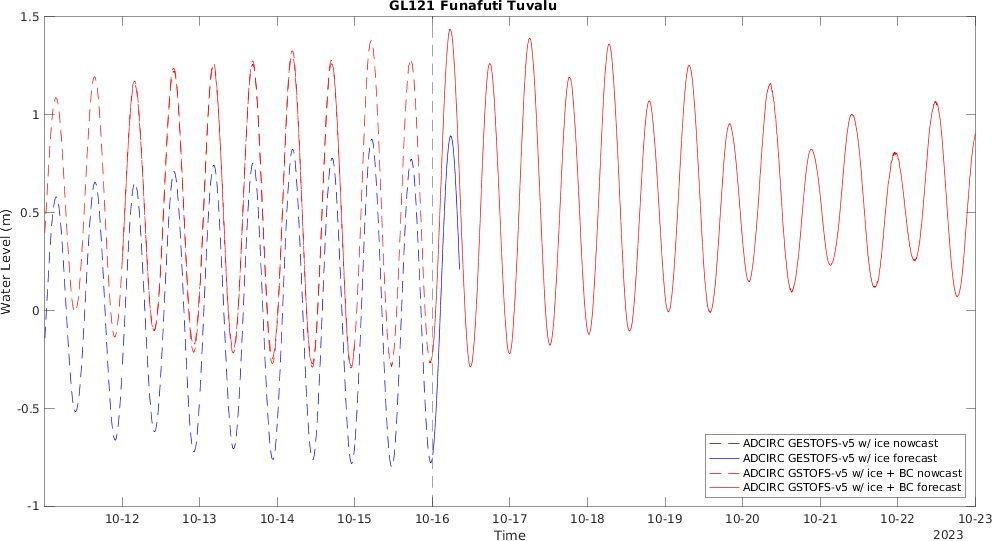 GL121 Funafuti Tuvalu
1.5
1
0.5
0
-0.5
-1
Water Level (m)
10-12 10-13 10-14 10-15 10-16 10-17 10-18 10-19 10-20 10-21 10-22 10-23
Time
2023
ADCIRC GESTOFS-v5 w/ ice nowcast
ADCIRC GESTOFS-v5 w/ ice forecast
ADCIRC GSTOFS-v5 w/ ice + BC nowcast
ADCIRC GSTOFS-v5 w/ ice + BC forecast